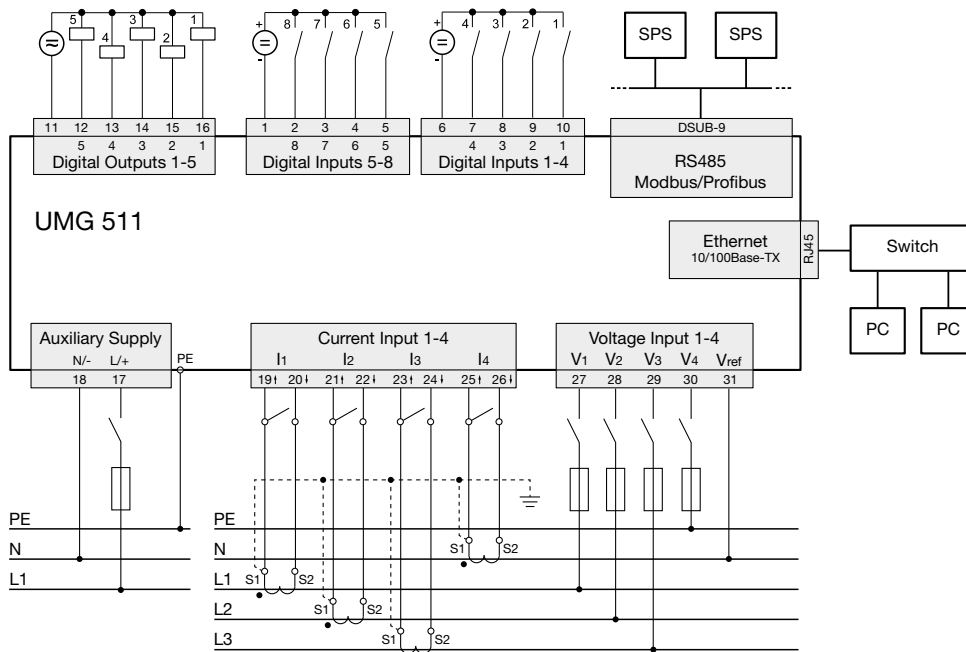 5 3 1
4 2
+ 8 7 6 5
-
+ 4 3 2 1
-
SPS SPS
11 12 13 14 15 16
5 4 3 2 1
Digital Outputs 1-5
1 2 3 4 5
8 7 6 5
Digital Inputs 5-8
6 7 8 9 10
4 3 2 1
Digital Inputs 1-4
DSUB-9
RS485
Modbus/Profibus
UMG 511
Ethernet
10/100Base-TX
RJ45
Switch
PC PC
Auxiliary Supply
N/- L/+
18 17
PE
Current Input 1-4
I1 I2 I3 I4
19 20 21 22 23 24 25 26
Voltage Input 1-4
V1 V2 V3 V4 Vref
27 28 29 30 31
PE
N
L1
PE
N
L1
L2
L3
S1 S2
S1 S2
S1 S2
S1 S2